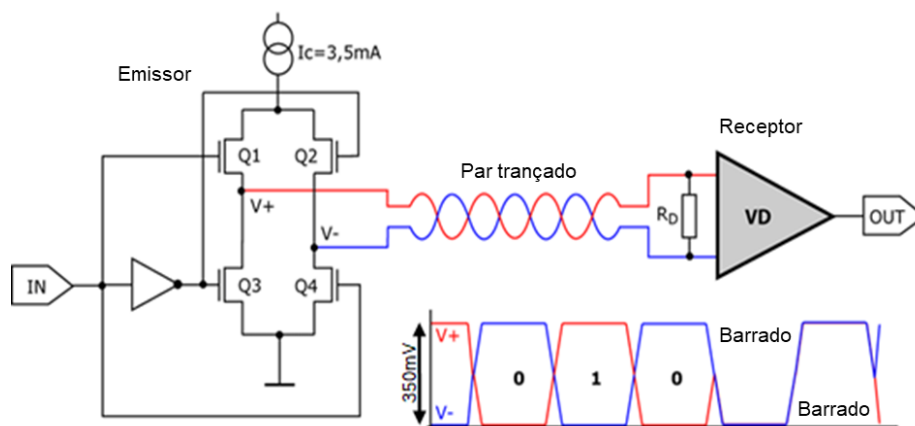 Ic=3,5mA
Emissor
Receptor
Q1
Q2
Par trançado
V+
R_D
VD
OUT
V-
IN
Q3
Q4
350mV
V+
V-
0
1
0
Barrado
Barrado